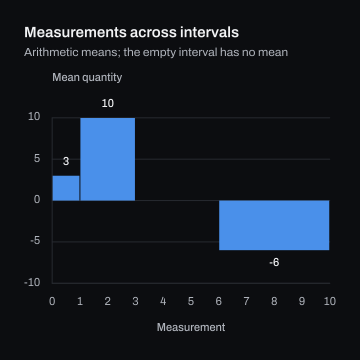 Measurements across intervals
Arithmetic means; the empty interval has no mean
Mean quantity
10
10
5
3
0
-5
-6
-10
0 1 2 3 4 5 6 7 8 9 10
Measurement